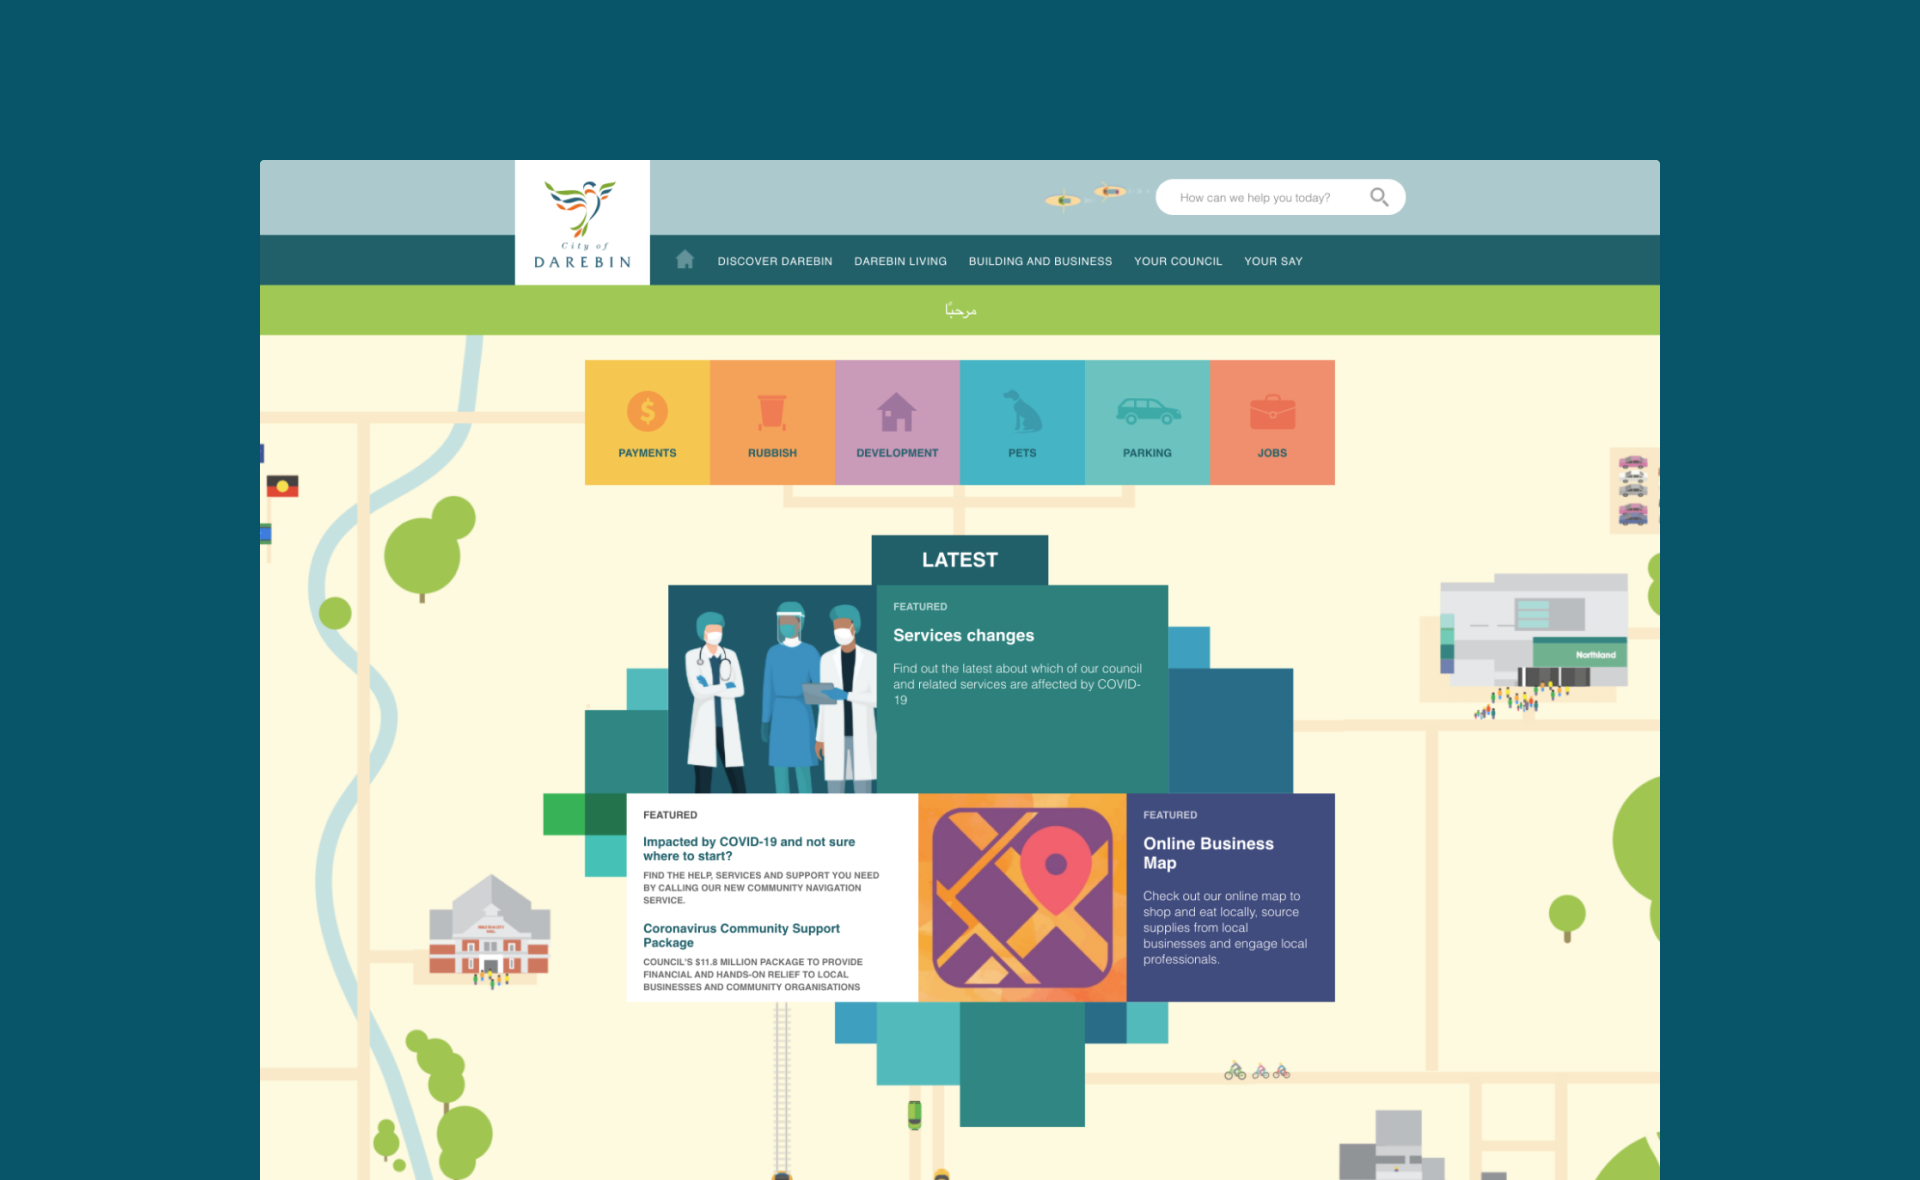 City of
DAREBIN
How can we help you today?
DISCOVER DAREBIN
DAREBIN LIVING
BUILDING AND BUSINESS
YOUR COUNCIL
YOUR SAY
مرحبًا
PAYMENTS
RUBBISH
DEVELOPMENT
PETS
PARKING
JOBS
LATEST
FEATURED
Services changes
Find out the latest about which of our council
and related services are affected by COVID-
19
Northland
FEATURED
Impacted by COVID-19 and not sure
where to start?
FIND THE HELP, SERVICES AND SUPPORT YOU NEED
BY CALLING OUR NEW COMMUNITY NAVIGATION
SERVICE.
Coronavirus Community Support
Package
COUNCIL'S $11.8 MILLION PACKAGE TO PROVIDE
FINANCIAL AND HANDS-ON RELIEF TO LOCAL
BUSINESSES AND COMMUNITY ORGANISATIONS
FEATURED
Online Business
Map
Check out our online map to
shop and eat locally, source
supplies from local
businesses and engage local
professionals.